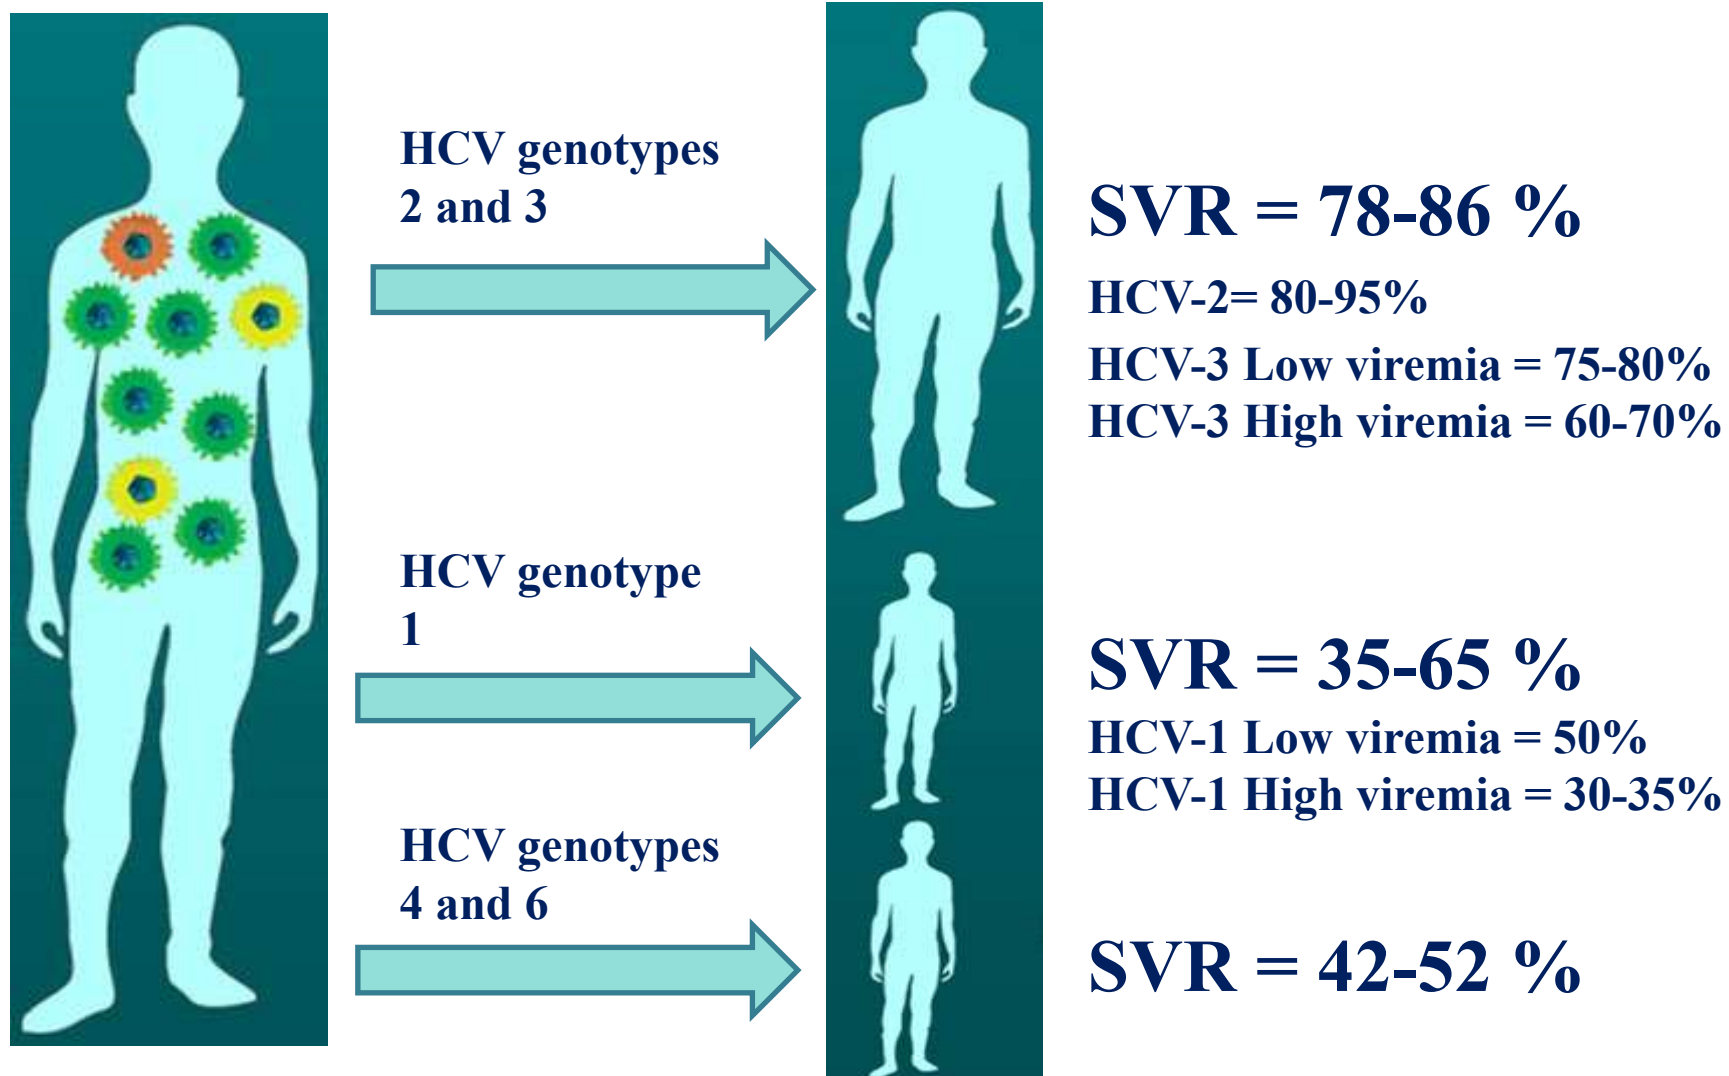 HCV genotypes
2 and 3
SVR = 78-86 %
HCV-2= 80-95%
HCV-3 Low viremia = 75-80%
HCV-3 High viremia = 60-70%
HCV genotype
1
SVR = 35-65 %
HCV-1 Low viremia = 50%
HCV-1 High viremia = 30-35%
HCV genotypes
4 and 6
SVR = 42-52 %